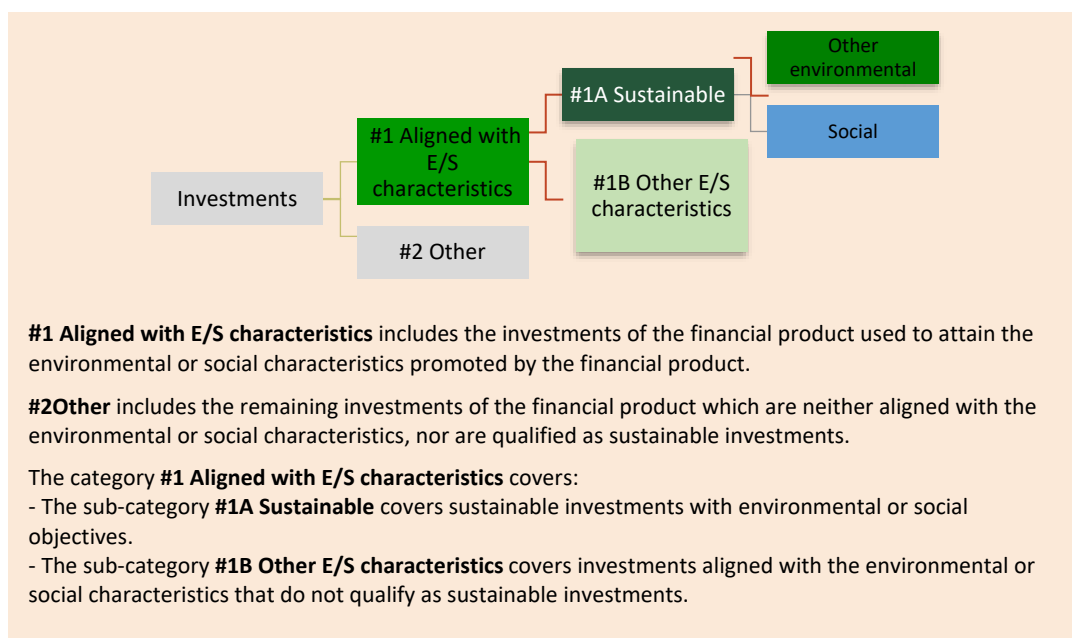 Other
environmental
#1A Sustainable
Social
#1 Aligned with
E/S
characteristics
#1B Other E/S
characteristics
Investments
#2 Other
#1 Aligned with E/S characteristics includes the investments of the financial product used to attain the
environmental or social characteristics promoted by the financial product.
#2Other includes the remaining investments of the financial product which are neither aligned with the
environmental or social characteristics, nor are qualified as sustainable investments.
The category #1 Aligned with E/S characteristics covers:
- The sub-category #1A Sustainable covers sustainable investments with environmental or social
objectives.
- The sub-category #1B Other E/S characteristics covers investments aligned with the environmental or
social characteristics that do not qualify as sustainable investments.